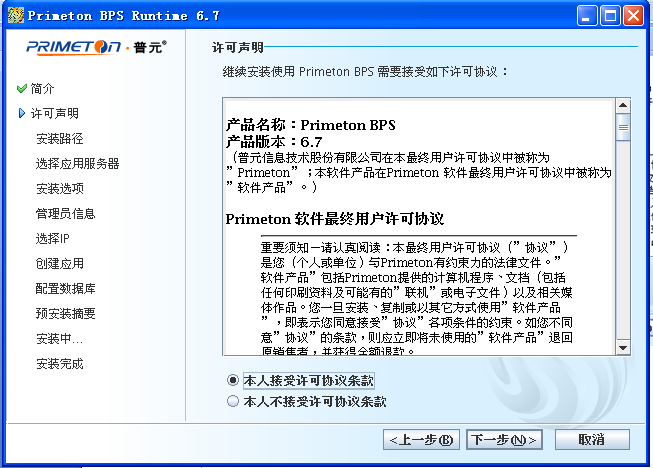 Primeton BPS Runtime 6.7
PRIMETON·普元®
简介
许可声明
安装路径
选择应用服务器
安装选项
管理员信息
选择IP
创建应用
配置数据库
预安装摘要
安装中...
安装完成
许可声明
继续安装使用 Primeton BPS 需要接受如下许可协议：
产品名称：Primeton BPS
产品版本：6.7
（普元信息技术股份有限公司在本最终用户许可协议中被称为
”Primeton”；本软件产品在Primeton 软件最终用户许可协议中被称为
”软件产品”。）
Primeton 软件最终用户许可协议
重要须知—请认真阅读：本最终用户许可协议（”协议”）
是您（个人或单位）与Primeton有约束力的法律文件。”
软件产品”包括Primeton提供的计算机程序、文档（包括
任何印刷资料及可能有的”联机”或电子文件）以及相关媒
体作品。您一旦安装、复制或以其它方式使用”软件产品
”，即表示您同意接受”协议”各项条件的约束。如您不同
意”协议”的条款，则应立即将未使用的”软件产品”退回
原销售者，并获得全额退款。
本人接受许可协议条款
本人不接受许可协议条款
<上一步(B)
下一步(N)>
取消